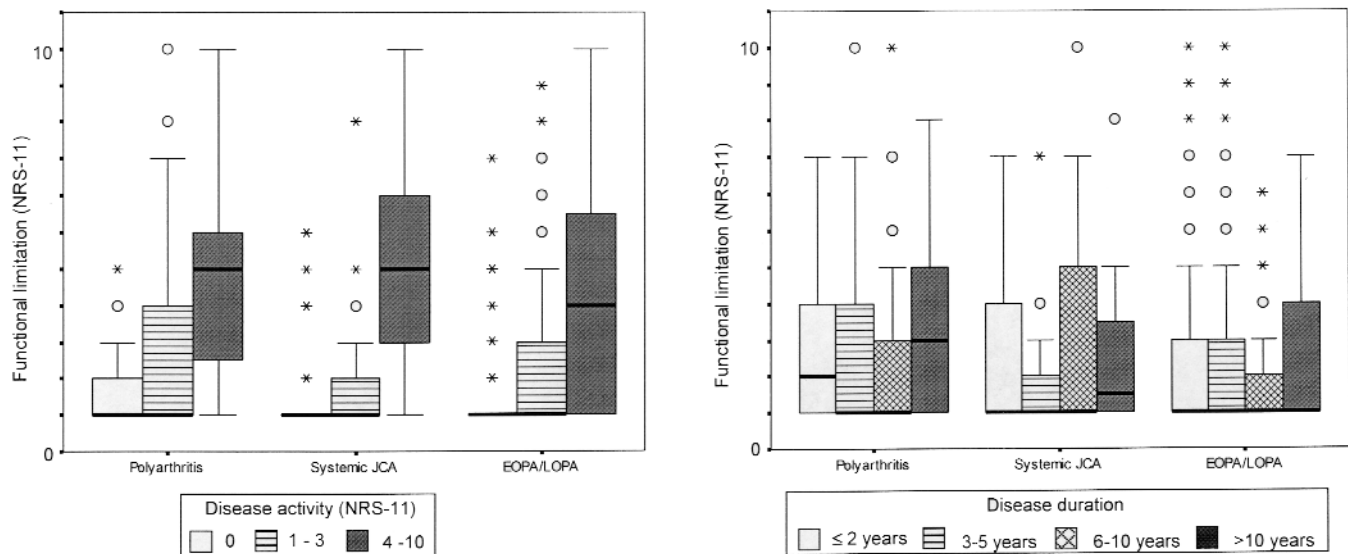 Functional limitation (NRS-11)
10
0
Polyarthritis
Systemic JCA
EOPA/LOPA
Disease activity (NRS-11)
0
1 - 3
4 -10
Functional limitation (NRS-11)
10
0
Polyarthritis
Systemic JCA
EOPA/LOPA
Disease duration
≤ 2 years
3-5 years
6-10 years
>10 years